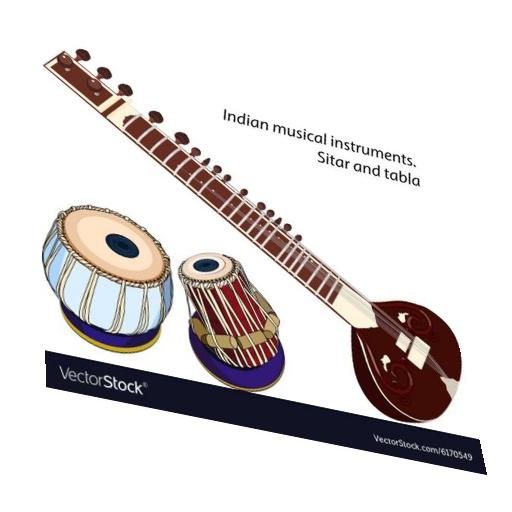 Indian musical instruments.
Sitar and tabla
VectorStock®
VectorStock.com/6170549